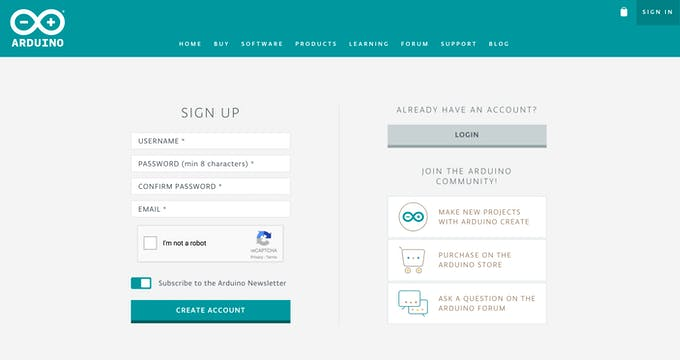 SIGN IN
ARDUINO
HOME BUY SOFTWARE PRODUCTS LEARNING FORUM SUPPORT BLOG
SIGN UP
USERNAME *
PASSWORD (min 8 characters) *
CONFIRM PASSWORD *
EMAIL *
I'm not a robot
reCAPTCHA
Privacy - Terms
Subscribe to the Arduino Newsletter
CREATE ACCOUNT
ALREADY HAVE AN ACCOUNT?
LOGIN
JOIN THE ARDUINO
COMMUNITY!
MAKE NEW PROJECTS
WITH ARDUINO CREATE
PURCHASE ON THE
ARDUINO STORE
ASK A QUESTION ON THE
ARDUINO FORUM